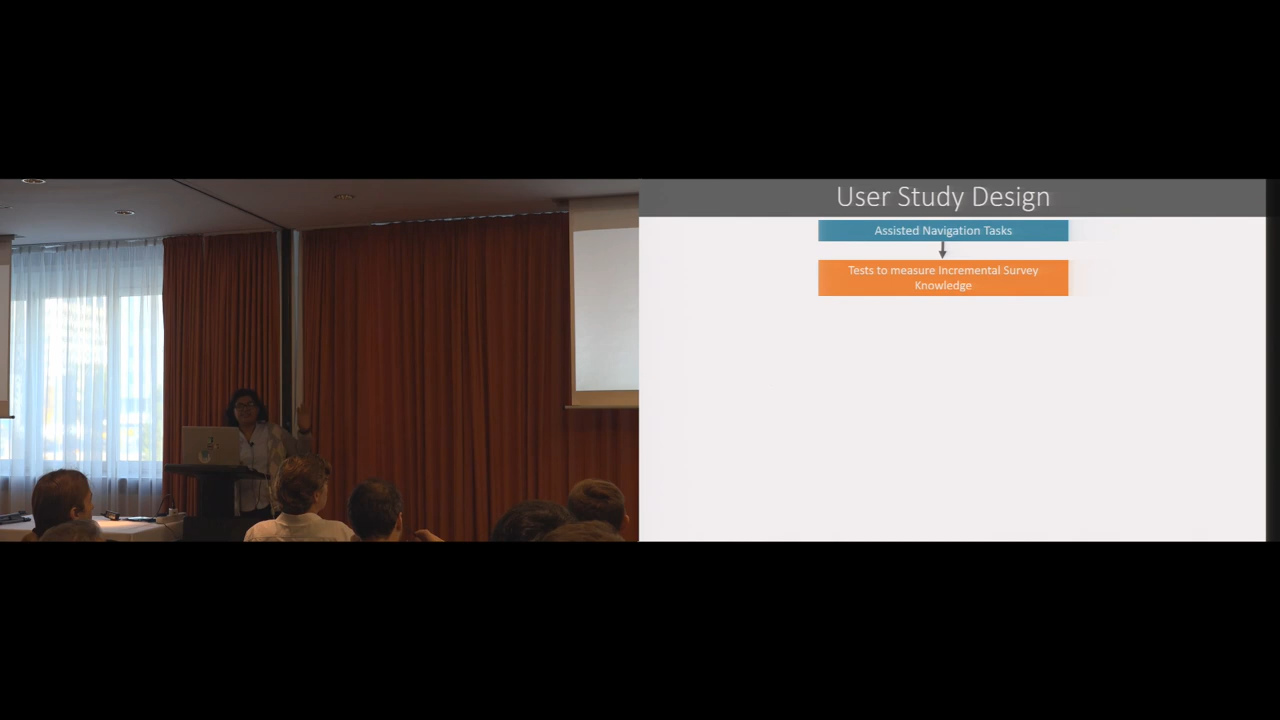 User Study Design
Assisted Navigation Tasks
Tests to measure Incremental Survey
Knowledge